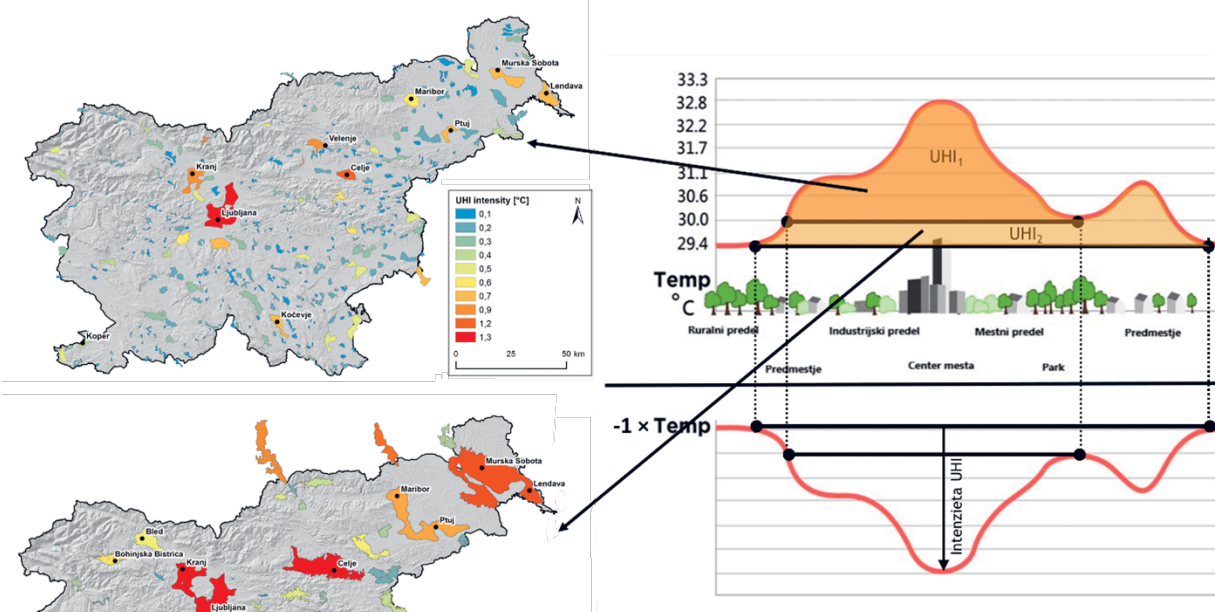 Murska Sobota
Lendava
Maribor
Ptuj
Velenje
Celje
Kranj
Ljubljana
Kočevje
Koper
UHI intensity [°C]
N
0,1
0,2
0,3
0,4
0,5
0,6
0,7
0,9
1,2
1,3
0 25 50 km
33.3
32.8
32.2
31.7
31.1
30.6
30.0
29.4
UHI1
UHI2
Temp
°C
Ruralni predel
Industrijski predel
Mestni predel
Predmestje
Predmestje
Center mesta
Park
-1 × Temp
Intenzieta UHI
Murska Sobota
Lendava
Maribor
Ptuj
Bled
Bohinjska Bistrica
Kranj
Celje
Ljubljana